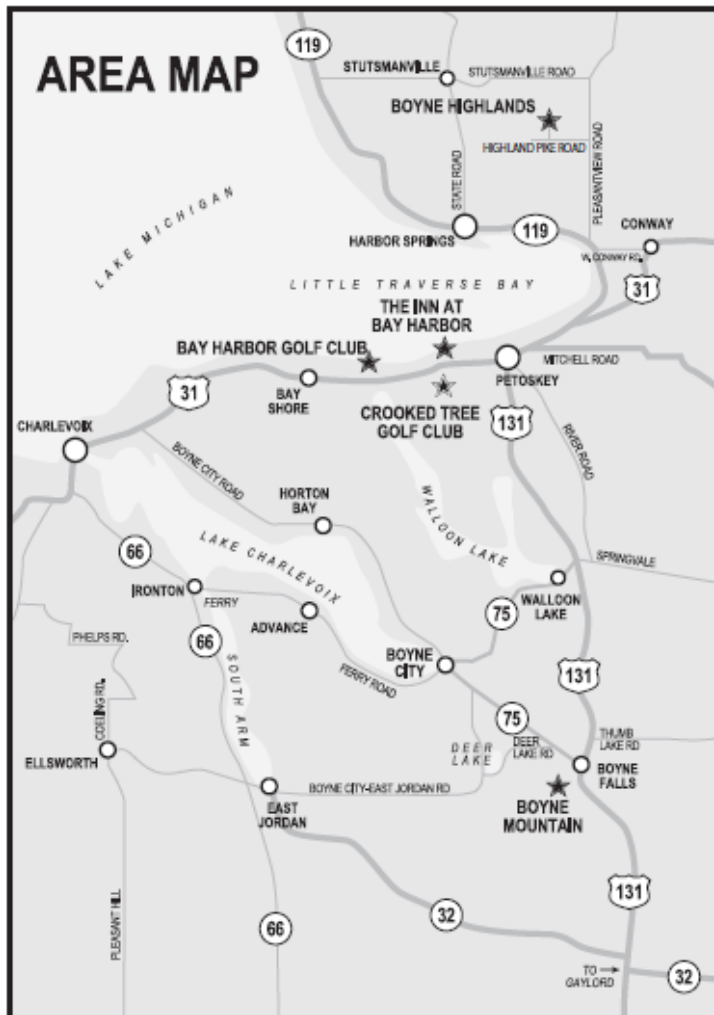 AREA MAP
119
STUTSMANVILLE
STUTSMANVILLE ROAD
BOYNE HIGHLANDS
HIGHLAND PIKE ROAD
PLEASANTVIEW ROAD
STATE ROAD
LAKE MICHIGAN
HARBOR SPRINGS
119
CONWAY
W. CONWAY RD.
31
LITTLE TRAVERSE BAY
THE INN AT
BAY HARBOR
BAY HARBOR GOLF CLUB
MITCHELL ROAD
PETOSKEY
31
BAY
SHORE
CROOKED TREE
GOLF CLUB
131
CHARLEVOIX
BOYNE CITY ROAD
RIVER ROAD
HORTON
BAY
WALLOON LAKE
LAKE CHARLEVOIX
66
SPRINGVALE
IRONTON
FERRY
ADVANCE
WALLOON
LAKE
75
66
PHELPS RD.
SOUTH ARM
FERRY ROAD
BOYNE
CITY
131
COELING RD.
75
ELLSWORTH
DEER
LAKE
DEER
LAKE RD
THUMB
LAKE RD
BOYNE
FALLS
BOYNE CITY-EAST JORDAN RD
EAST
JORDAN
BOYNE
MOUNTAIN
131
PLEASANT HILL
66
32
TO
GAYLORD
32